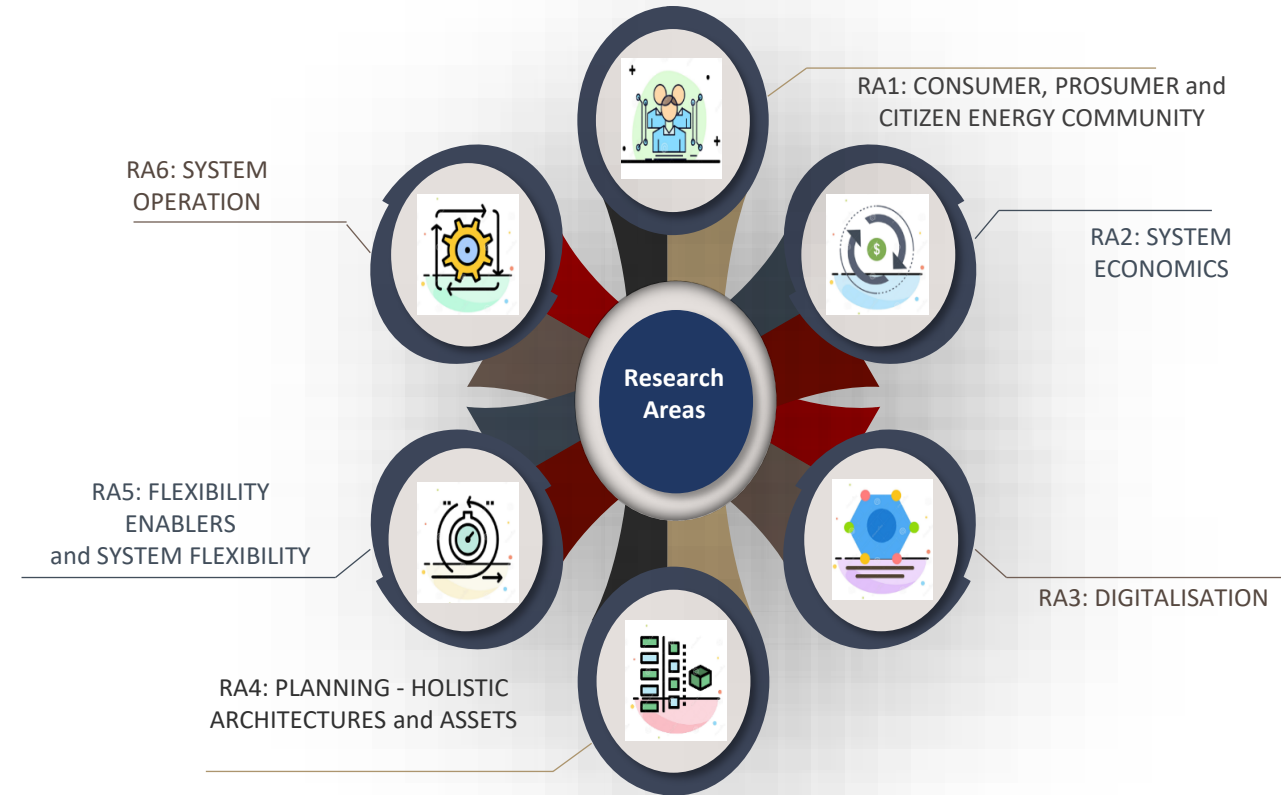 RA1: CONSUMER, PROSUMER and
CITIZEN ENERGY COMMUNITY
RA6: SYSTEM
OPERATION
$
RA2: SYSTEM
ECONOMICS
Research
Areas
RA5: FLEXIBILITY
ENABLERS
and SYSTEM FLEXIBILITY
RA3: DIGITALISATION
RA4: PLANNING - HOLISTIC
ARCHITECTURES and ASSETS